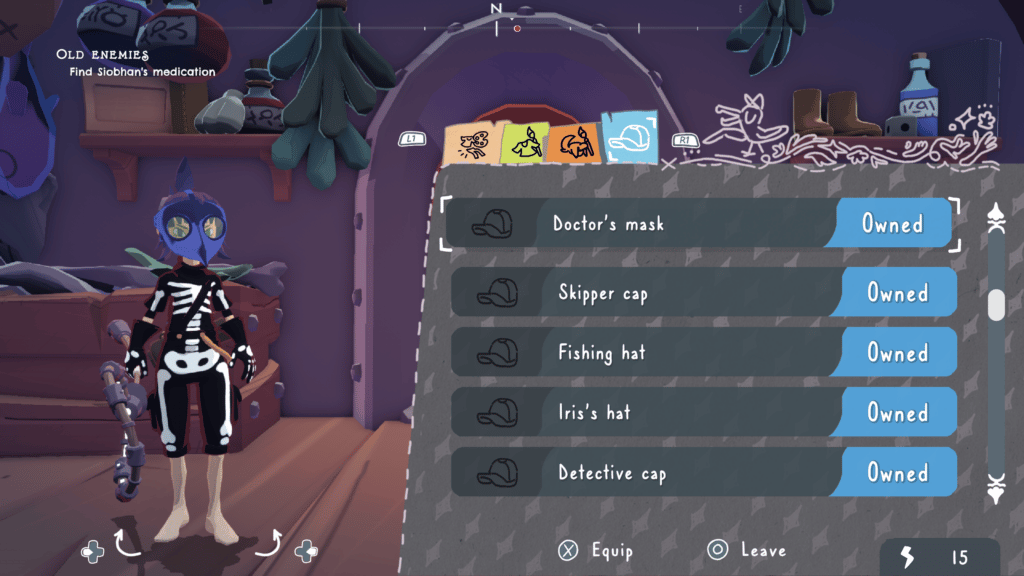 N
OLD ENEMIES
Find Siobhan's medication
L1
R1
Doctor's mask Owned
Skipper cap Owned
Fishing hat Owned
Iris's hat Owned
Detective cap Owned
Equip
Leave
15